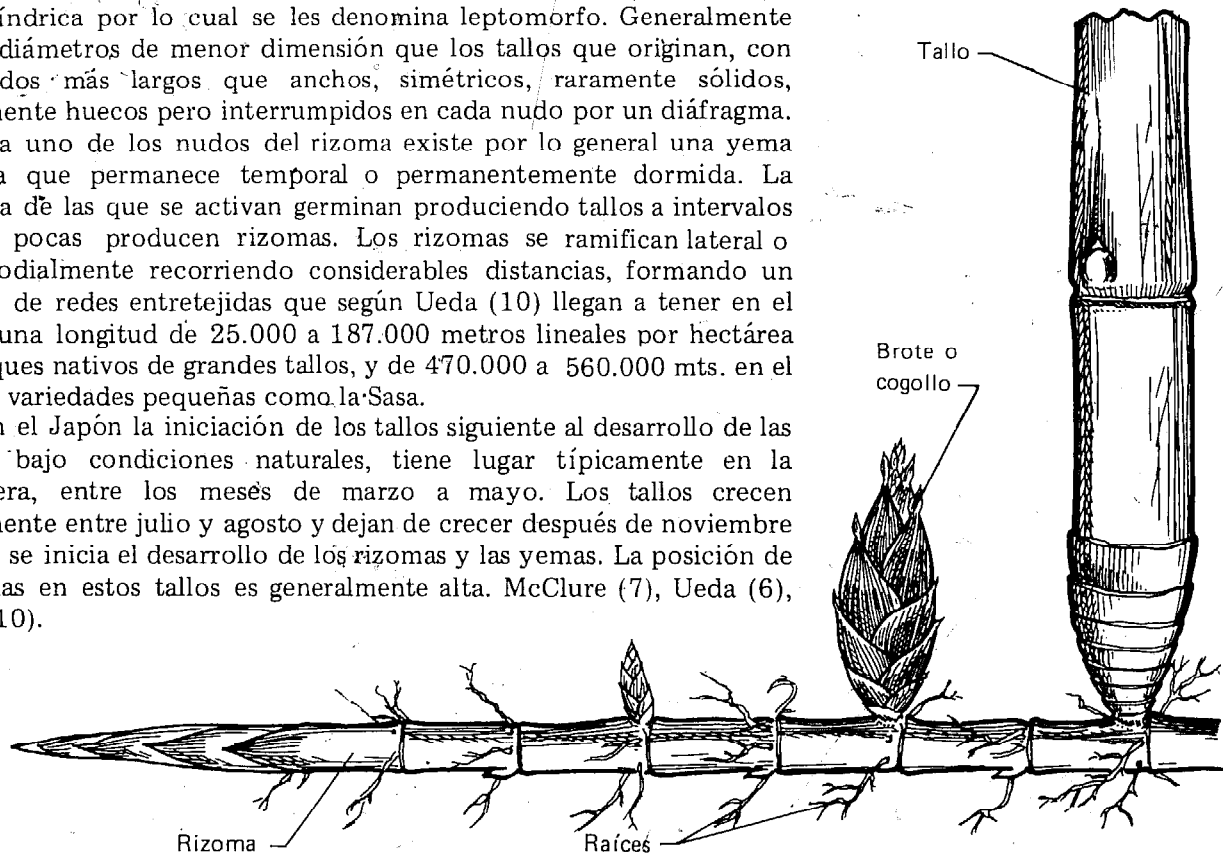 índrica por lo cual se les denomina leptomorfo. Generalmente
diámetros de menor dimensión que los tallos que originan, con
dos más largos que anchos, simétricos, raramente sólidos,
ente huecos pero interrumpidos en cada nudo por un diáfragma.
a uno de los nudos del rizoma existe por lo general una yema
a que permanece temporal o permanentemente dormida. La
a de las que se activan germinan produciendo tallos a intervalos
pocas producen rizomas. Los rizomas se ramifican lateral o
odialmente recorriendo considerables distancias, formando un
de redes entretejidas que según Ueda (10) llegan a tener en el
una longitud de 25.000 a 187.000 metros lineales por hectárea
ques nativos de grandes tallos, y de 470.000 a 560.000 mts. en el
variedades pequeñas como la Sasa.
n el Japón la iniciación de los tallos siguiente al desarrollo de las
bajo condiciones naturales, tiene lugar típicamente en la
era, entre los meses de marzo a mayo. Los tallos crecen
ente entre julio y agosto y dejan de crecer después de noviembre
se inicia el desarrollo de los rizomas y las yemas. La posición de
as en estos tallos es generalmente alta. McClure (7), Ueda (6),
10).
Tallo
Brote o
cogollo
Rizoma
Raíces